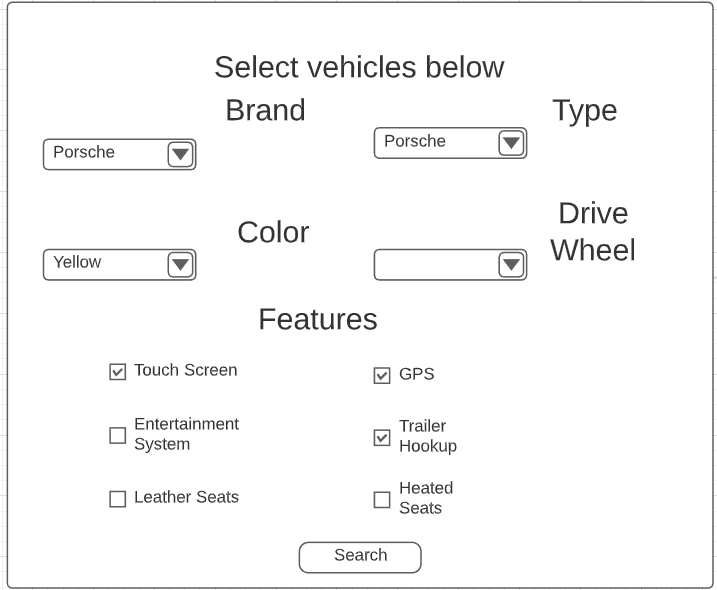 Select vehicles below
Brand
Type
Porsche
Porsche
Color
Drive
Wheel
Yellow
Features
Touch Screen
GPS
Entertainment
System
Trailer
Hookup
Leather Seats
Heated
Seats
Search